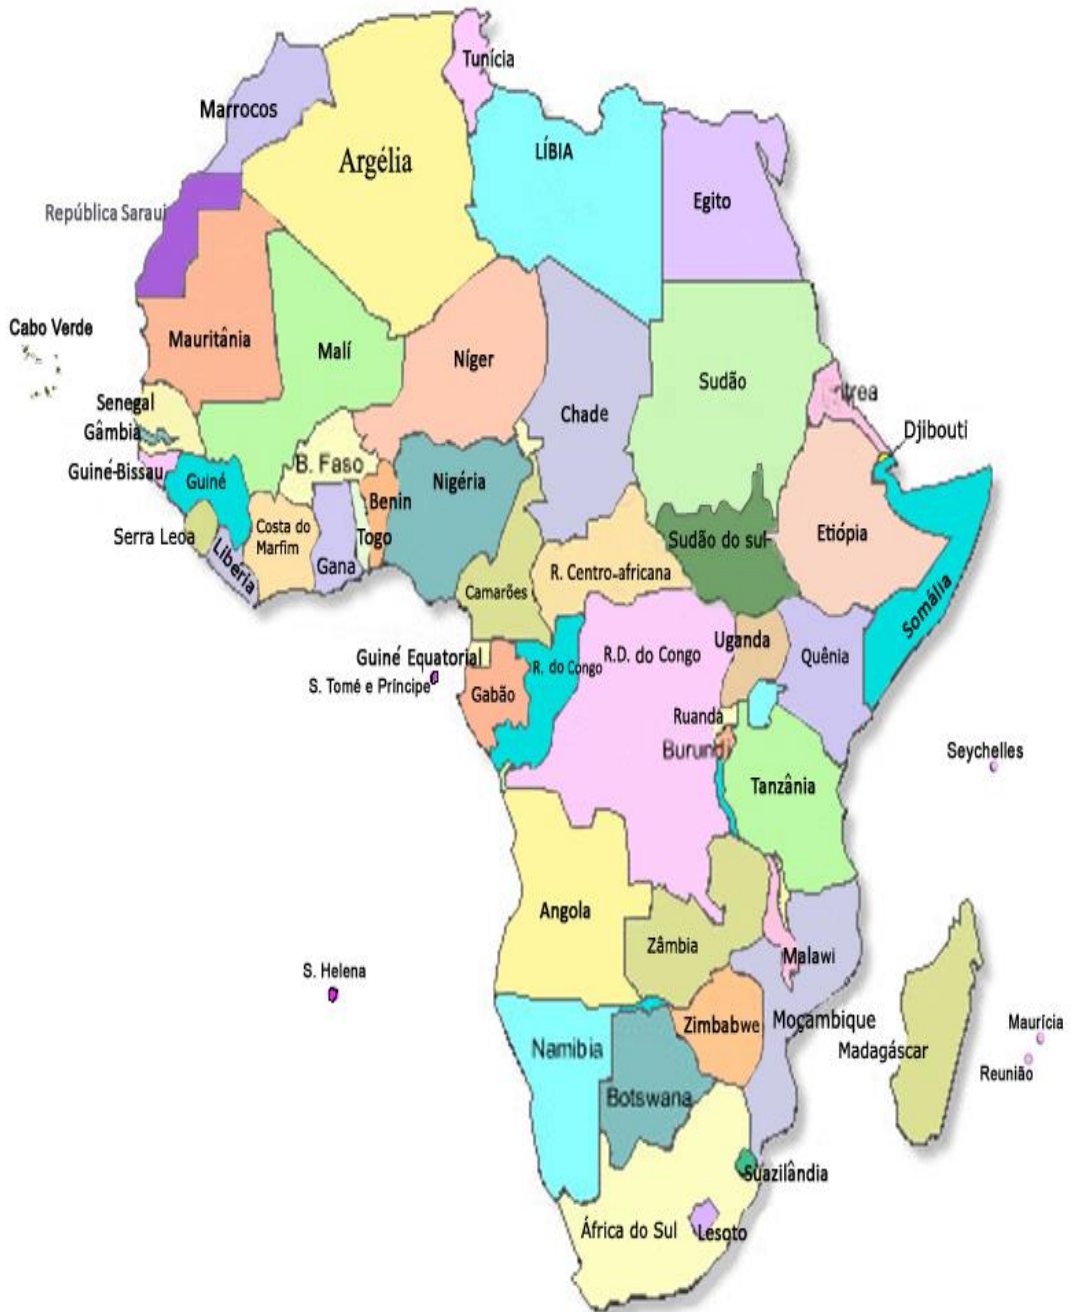 Tunícia
Marrocos
Argélia
LÍBIA
Egito
República Saraui
Cabo Verde
Mauritânia
Malí
Níger
Chade
Sudão
Senegal
Gâmbia
Djibouti
Guiné-Bissau
Guiné
B. Faso
Nigéria
Benin
Costa do
Marfim
Togo
Gana
Serra Leoa
Libéria
Etiópia
Sudão do sul
R. Centro-africana
Camarões
Somália
Uganda
Quênia
R.D. do Congo
R. do Congo
Guiné Equatorial
S. Tomé e Príncipe
Gabão
Ruanda
Burundi
Seychelles
Tanzânia
Angola
Zâmbia
Malawi
S. Helena
Zimbabwe
Moçambique
Madagáscar
Maurícia
Reunião
Namibia
Botswana
Suazilândia
África do Sul
Lesoto